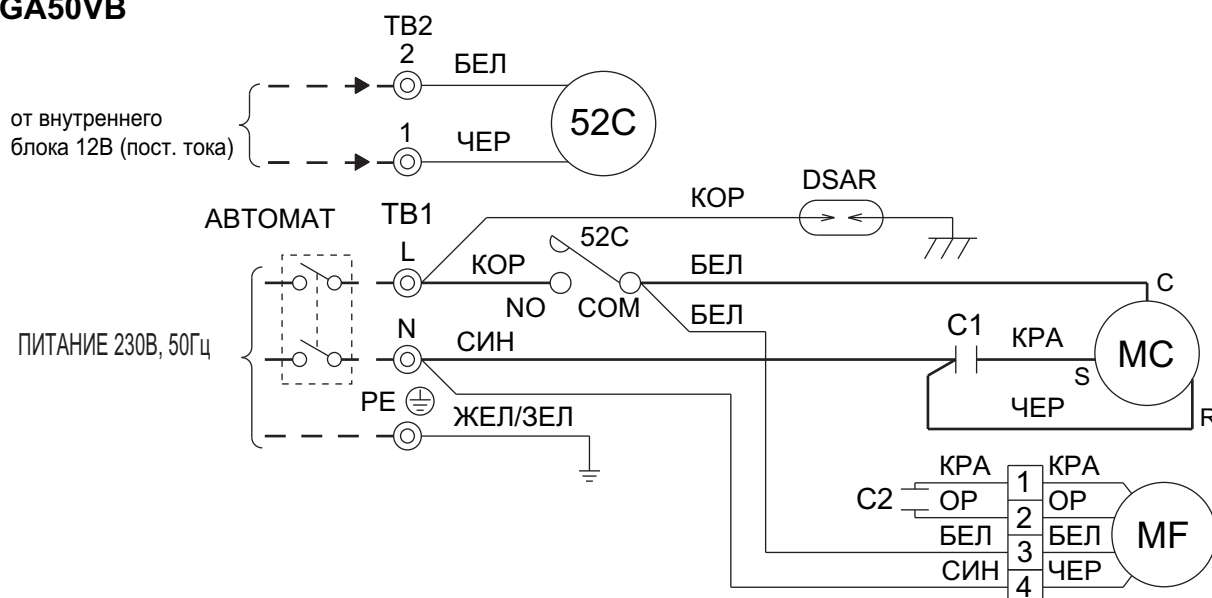 GA50VB
TB2
2
БЕЛ
52C
от внутреннего
блока 12В (пост. тока)
1
ЧЕР
КОР
DSAR
АВТОМАТ
TB1
L
КОР
52C
БЕЛ
C
NO
COM
ПИТАНИЕ 230В, 50Гц
N
СИН
БЕЛ
C1
КРА
MC
S
ЧЕР
R
PE
ЖЕЛ/ЗЕЛ
C2
КРА
1
КРА
ОР
2
ОР
MF
БЕЛ
3
БЕЛ
СИН
4
ЧЕР